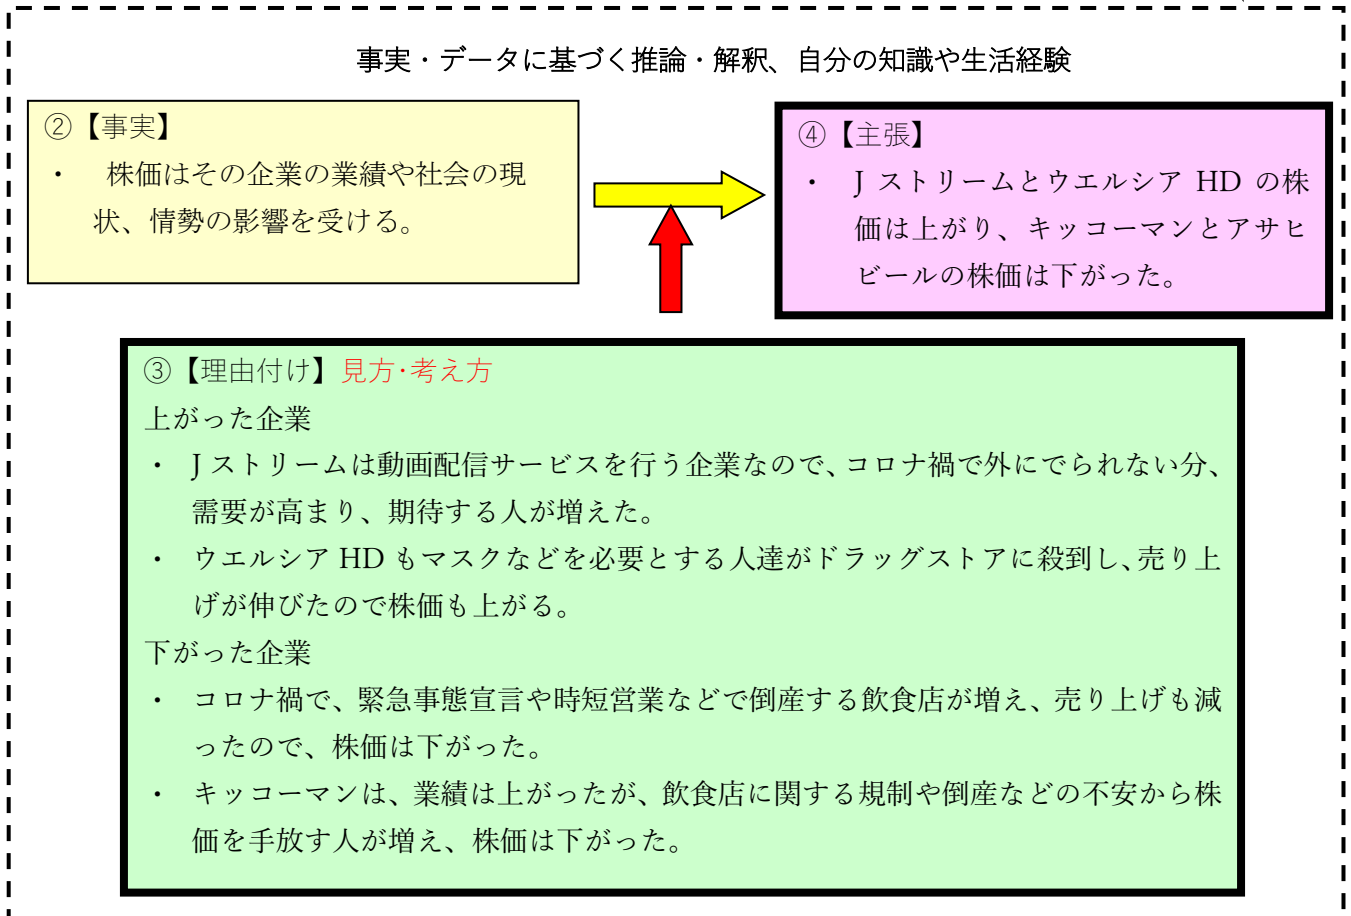 事実・データに基づく推論・解釈、自分の知識や生活経験
②【事実】
・　株価はその企業の業績や社会の現
状、情勢の影響を受ける。
④【主張】
・　J ストリームとウエルシア HD の株
価は上がり、キッコーマンとアサヒ
ビールの株価は下がった。
③【理由付け】見方・考え方
上がった企業
・　J ストリームは動画配信サービスを行う企業なので、コロナ禍で外にでられない分、
需要が高まり、期待する人が増えた。
・　ウエルシア HD もマスクなどを必要とする人達がドラッグストアに殺到し、売り上
げが伸びたので株価も上がる。
下がった企業
・　コロナ禍で、緊急事態宣言や時短営業などで倒産する飲食店が増え、売り上げも減
ったので、株価は下がった。
・　キッコーマンは、業績は上がったが、飲食店に関する規制や倒産などの不安から株
価を手放す人が増え、株価は下がった。